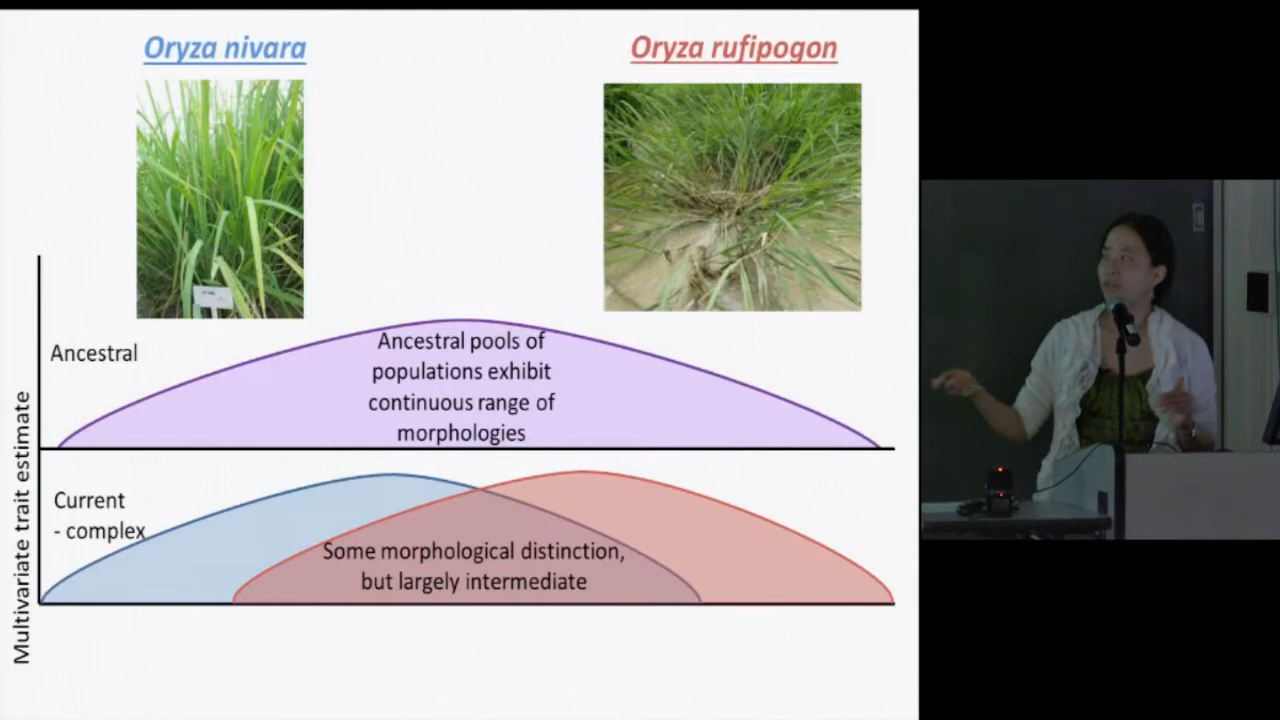 Oryza nivara
Oryza rufipogon
Ancestral
Ancestral pools of
populations exhibit
continuous range of
morphologies
Current
- complex
Some morphological distinction,
but largely intermediate
Multivariate trait estimate